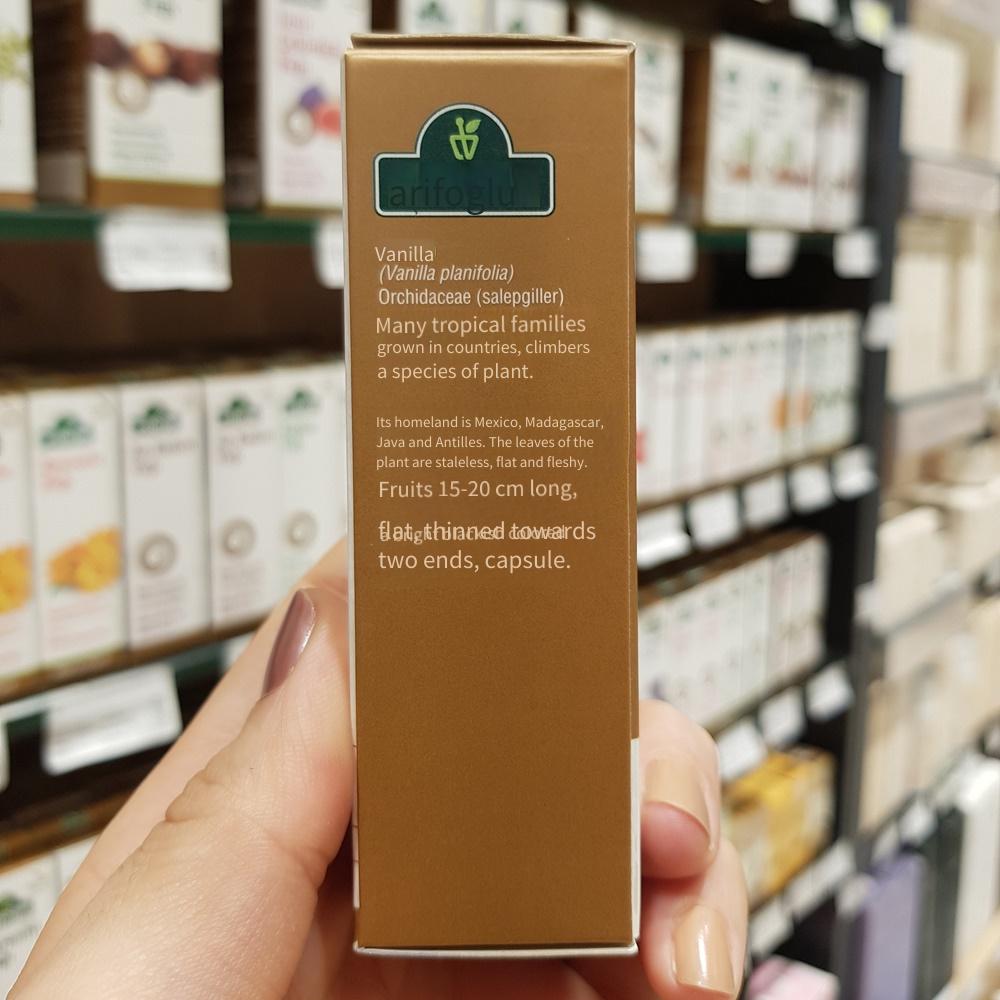 arifoglu
Vanilla
(Vanilla planifolia)
Orchidaceae (salepgiller)
Many tropical families
grown in countries, climbers
a species of plant.
Its homeland is Mexico, Madagascar,
Java and Antilles. The leaves of the
plant are staleless, flat and fleshy.
Fruits 15-20 cm long,
flat-thinned towards
two ends, capsule.